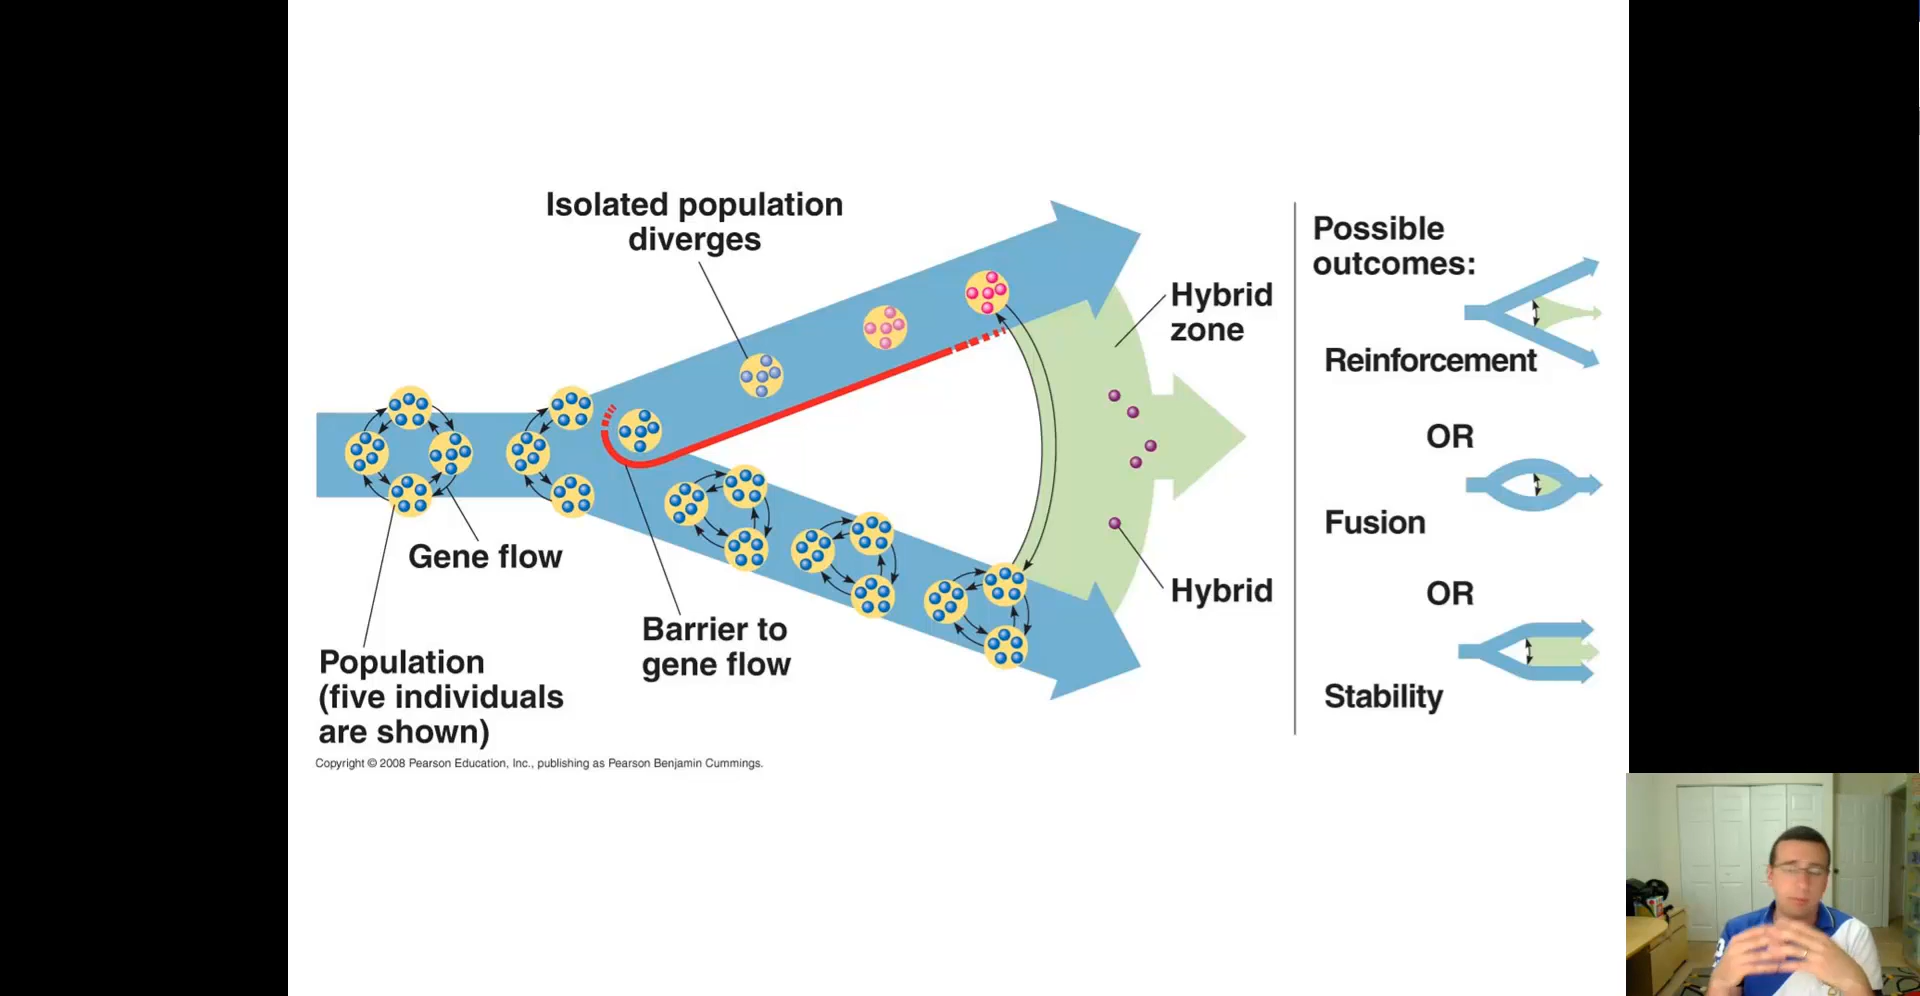 Isolated population
diverges
Hybrid
zone
Gene flow
Barrier to
gene flow
Hybrid
Population
(five individuals
are shown)
Possible
outcomes:
Reinforcement
OR
Fusion
OR
Stability
Copyright © 2008 Pearson Education, Inc., publishing as Pearson Benjamin Cummings.